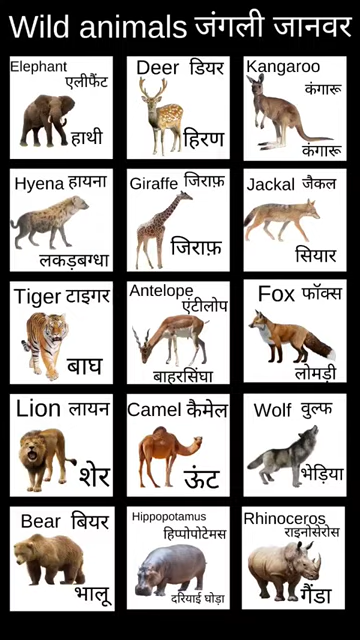 Wild animals जंगली जानवर
Elephant
एलीफैंट
हाथी
Deer डियर
हिरण
Kangaroo
कंगारू
कंगारू
Hyena हायना
लकड़बग्धा
Giraffe जिराफ़
जिराफ़
Jackal जैकल
सियार
Tiger टाइगर
बाघ
Antelope
एंटीलोप
बाहरसिंघा
Fox फॉक्स
लोमड़ी
Lion लायन
शेर
Camel कैमेल
ऊंट
Wolf वुल्फ
भेड़िया
Bear बियर
भालू
Hippopotamus
हिप्पोपोटेमस
दरियाई घोड़ा
Rhinoceros
राइनोसेरोस
गैंडा